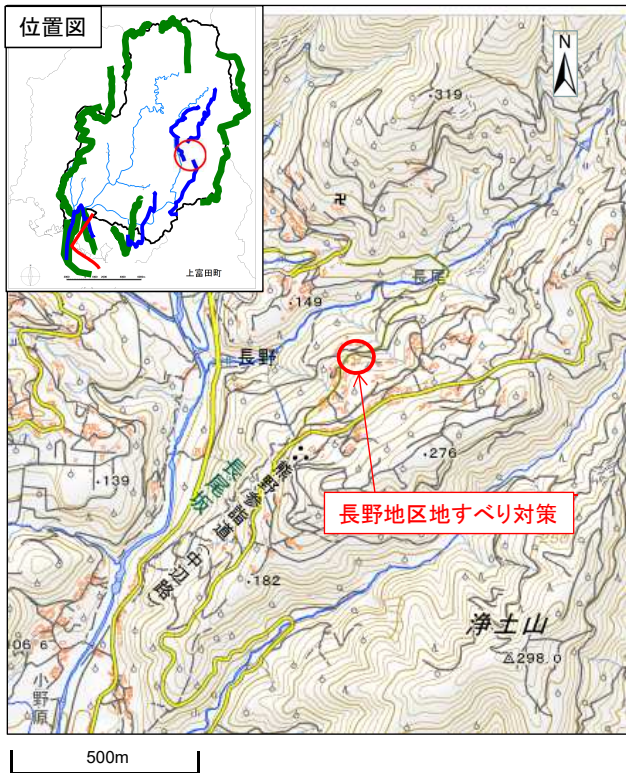 位置図
上富田町
N
・319
卍
長尾
・149
長野
・276
・139
長尾坂
熊野参詣道（中辺路）
長野地区地すべり対策
250
・182
浄土山
△298.0
106.6
小野原
500m